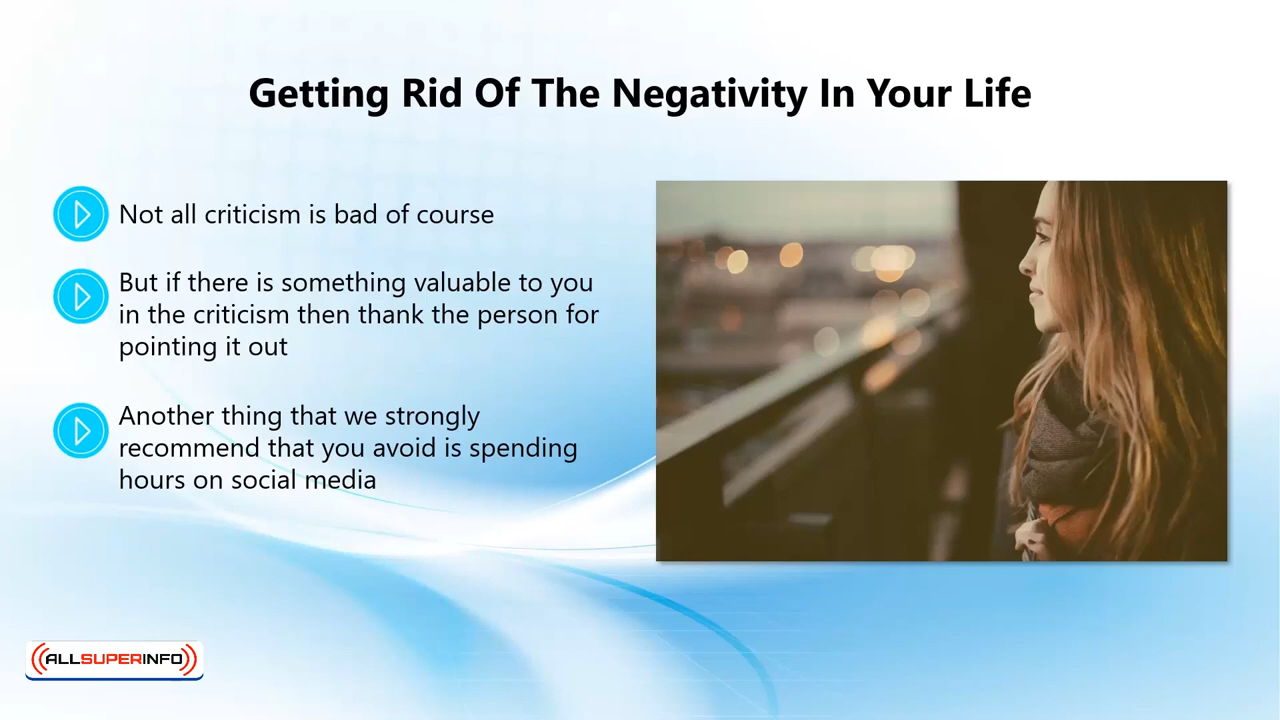 Getting Rid Of The Negativity In Your Life
Not all criticism is bad of course
But if there is something valuable to you
in the criticism then thank the person for
pointing it out
Another thing that we strongly
recommend that you avoid is spending
hours on social media
ALLSUPERINFO